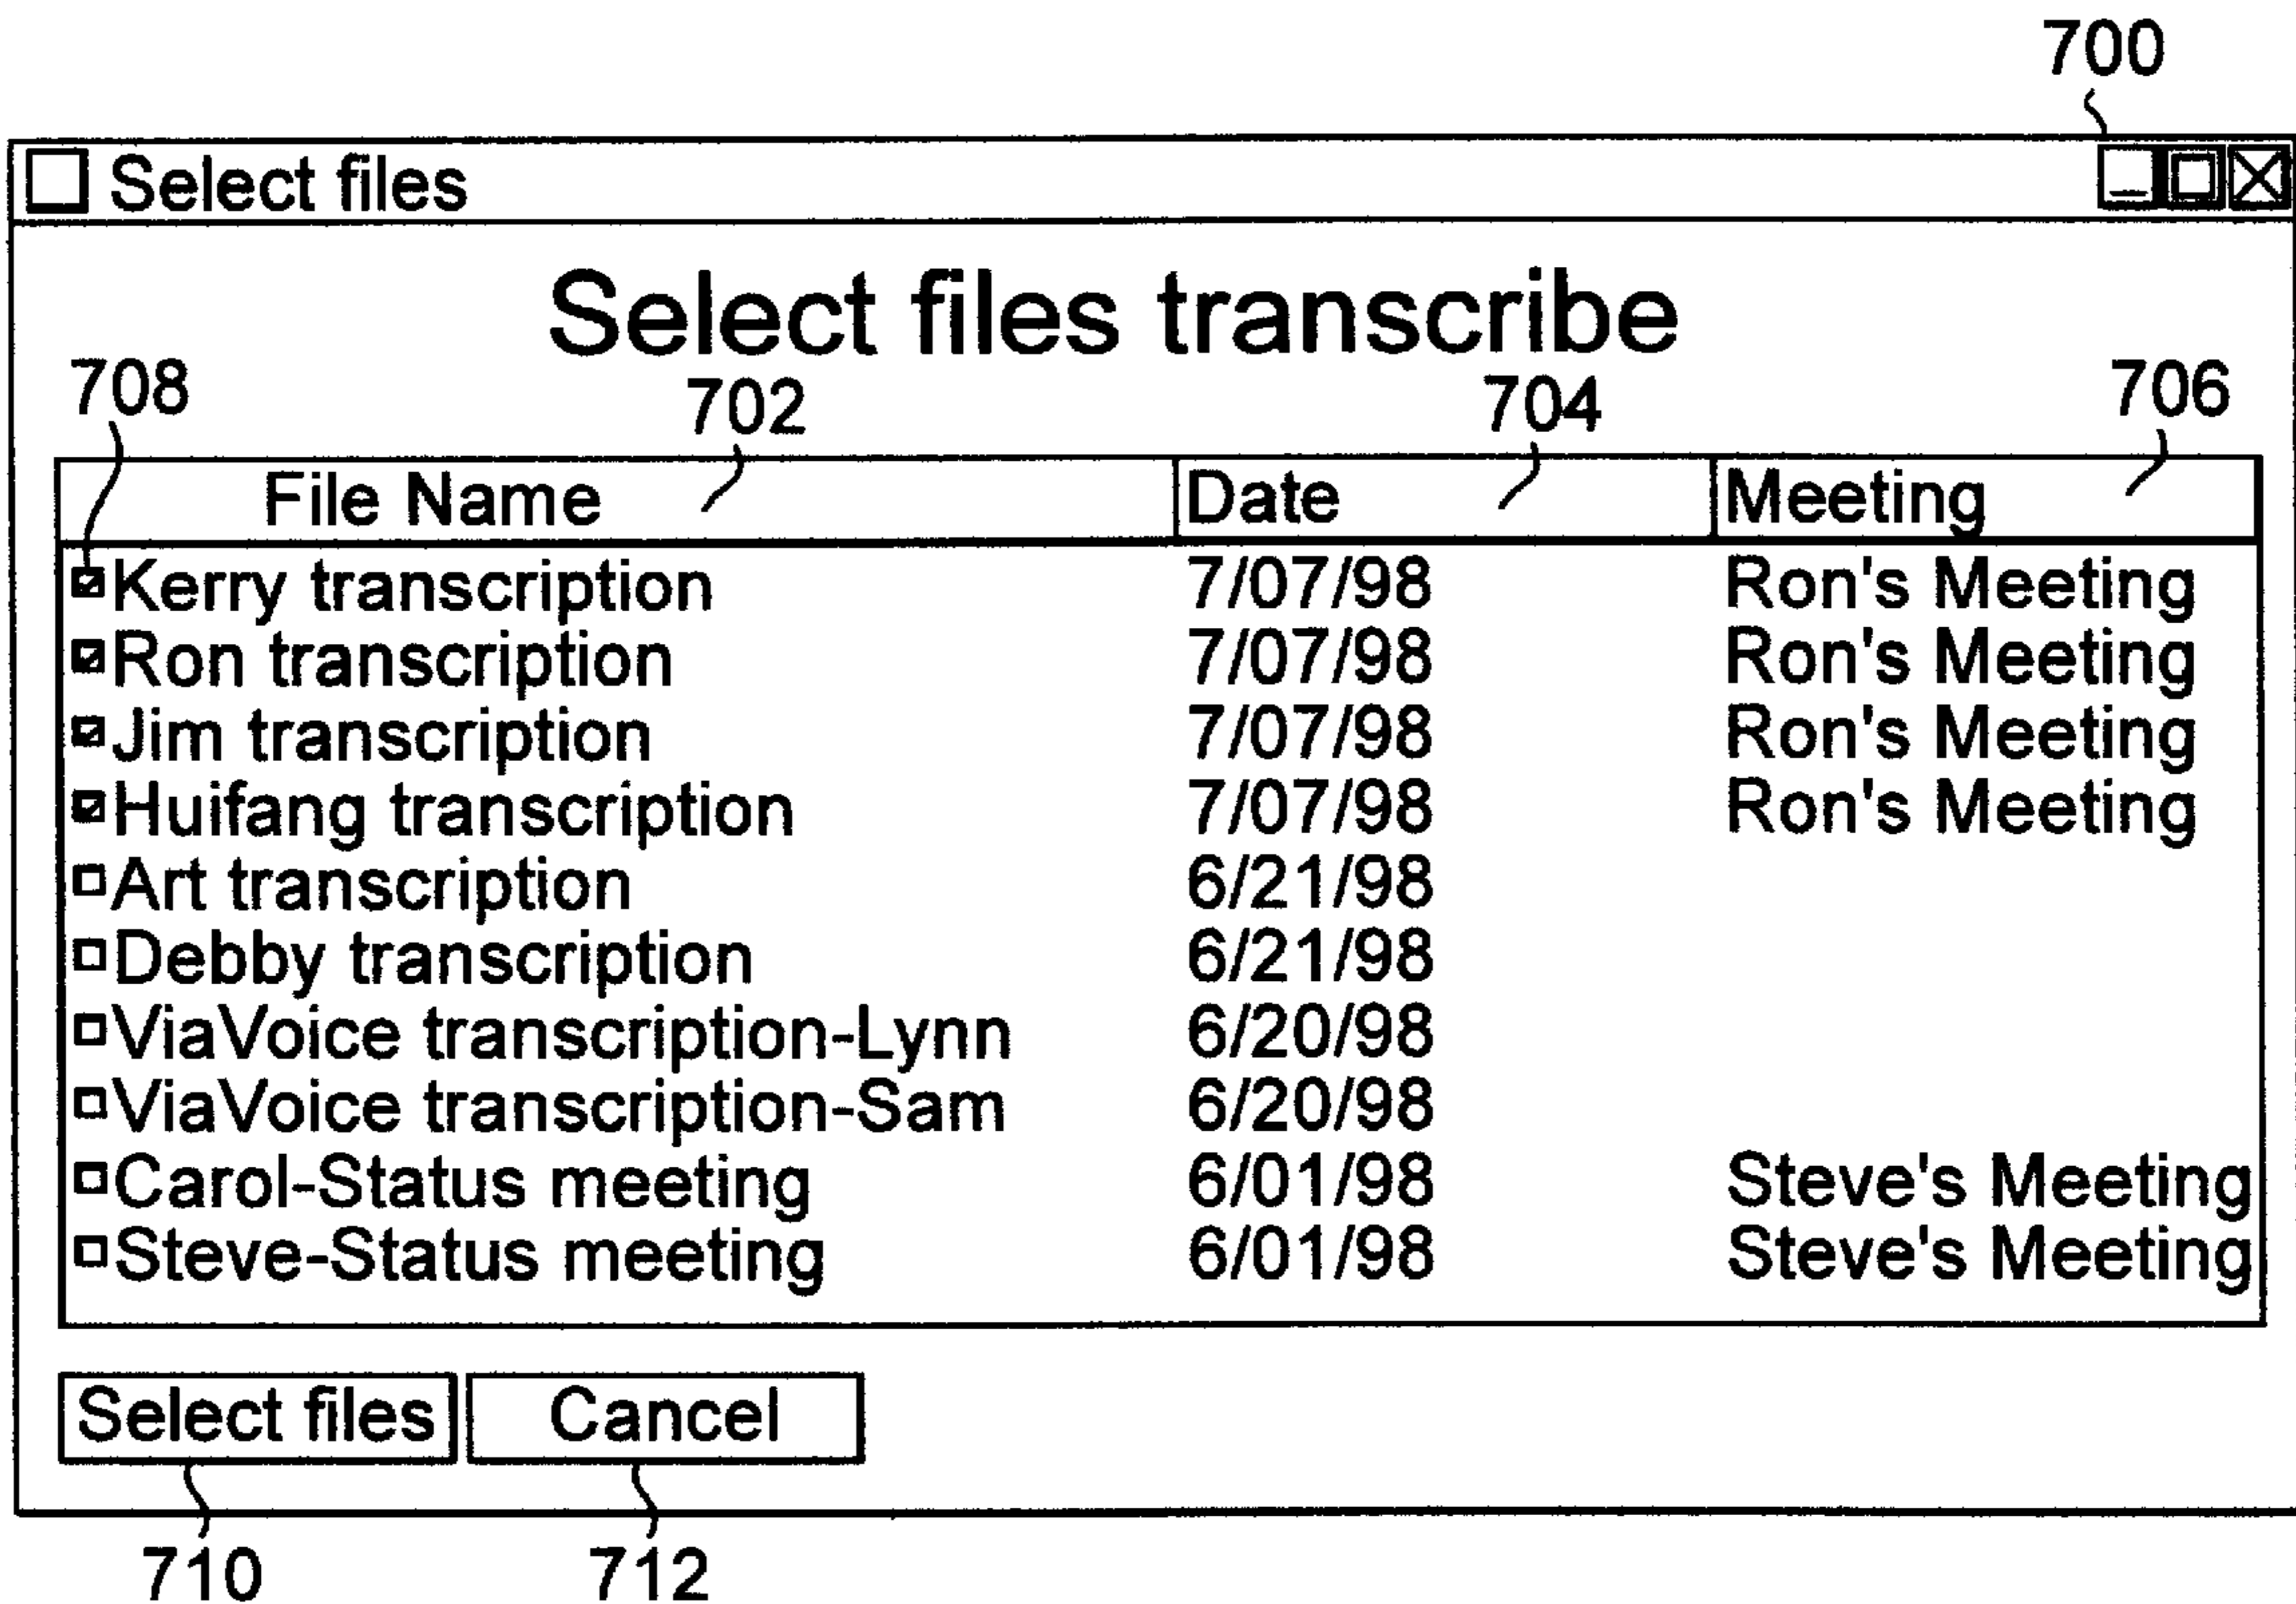 700
Select files
Select files transcribe
708 702 704 706
File Name Date Meeting
Kerry transcription 7/07/98 Ron's Meeting
Ron transcription 7/07/98 Ron's Meeting
Jim transcription 7/07/98 Ron's Meeting
Huifang transcription 7/07/98 Ron's Meeting
Art transcription 6/21/98
Debby transcription 6/21/98
ViaVoice transcription-Lynn 6/20/98
ViaVoice transcription-Sam 6/20/98
Carol-Status meeting 6/01/98 Steve's Meeting
Steve-Status meeting 6/01/98 Steve's Meeting
Select files Cancel
710 712